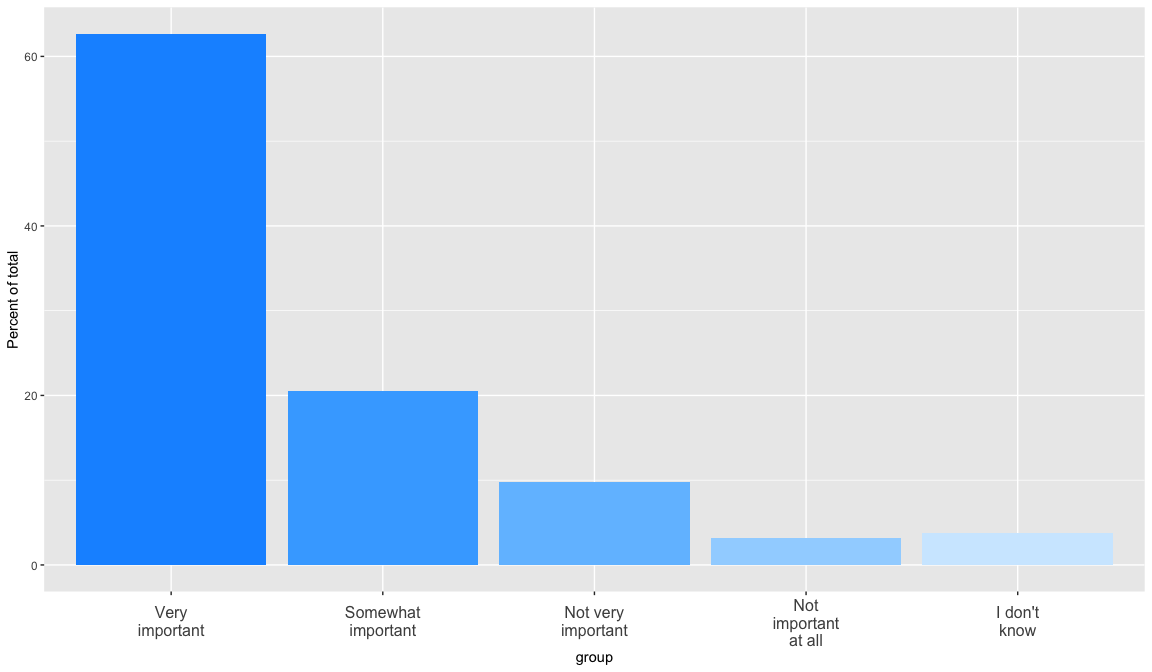 Percent of total
60
40
20
0
Very
important
Somewhat
important
Not very
important
Not
important
at all
I don't
know
group